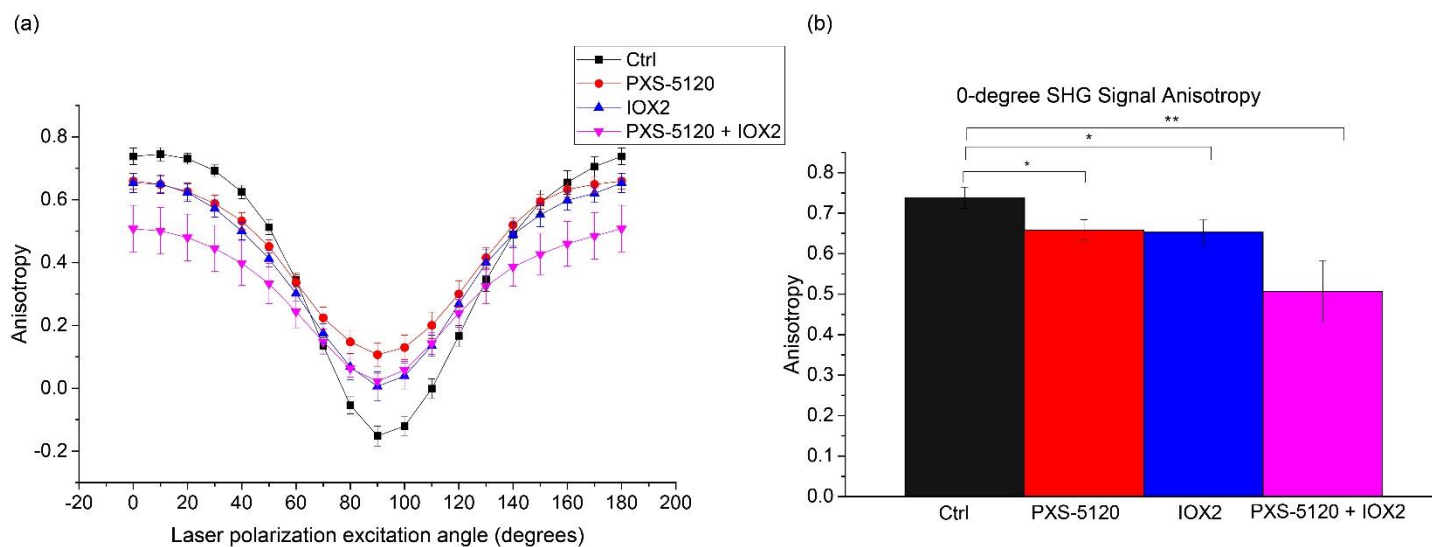 (a)
Ctrl
PXS-5120
IOX2
PXS-5120 + IOX2
0.8
0.6
0.4
0.2
0.0
-0.2
Anisotropy
-20 0 20 40 60 80 100 120 140 160 180 200
Laser polarization excitation angle (degrees)
(b)
0-degree SHG Signal Anisotropy
**
*
*
0.8
0.7
0.6
0.5
0.4
0.3
0.2
0.1
0.0
Anisotropy
Ctrl PXS-5120 IOX2 PXS-5120 + IOX2